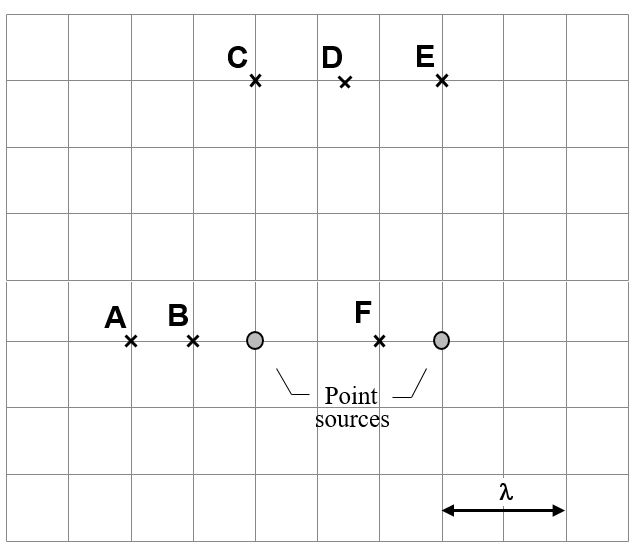 C D E
A B F
Point
sources
λ